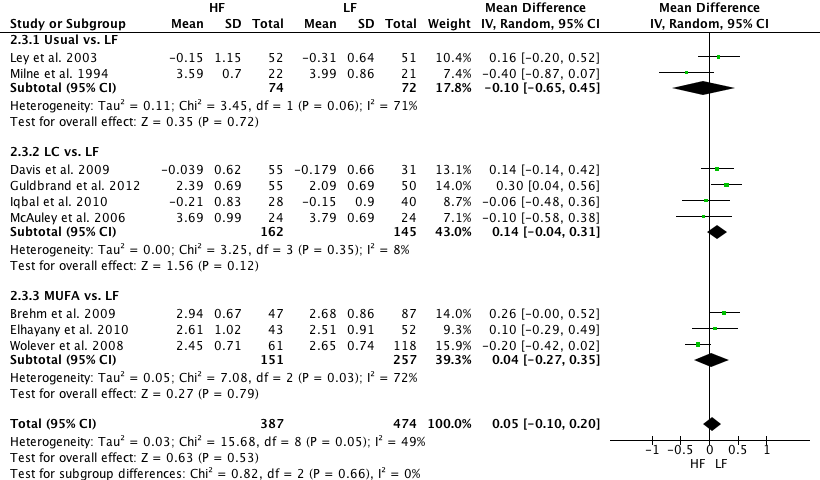 HF LF Mean Difference Mean Difference
Study or Subgroup Mean SD Total Mean SD Total Weight IV, Random, 95% CI IV, Random, 95% CI
2.3.1 Usual vs. LF
Ley et al. 2003 −0.15 1.15 52 −0.31 0.64 51 10.4% 0.16 [−0.20, 0.52]
Milne et al. 1994 3.59 0.7 22 3.99 0.86 21 7.4% −0.40 [−0.87, 0.07]
Subtotal (95% CI) 74 72 17.8% −0.10 [−0.65, 0.45]
Heterogeneity: Tau² = 0.11; Chi² = 3.45, df = 1 (P = 0.06); I² = 71%
Test for overall effect: Z = 0.35 (P = 0.72)
2.3.2 LC vs. LF
Davis et al. 2009 −0.039 0.62 55 −0.179 0.66 31 13.1% 0.14 [−0.14, 0.42]
Guldbrand et al. 2012 2.39 0.69 55 2.09 0.69 50 14.0% 0.30 [0.04, 0.56]
Iqbal et al. 2010 −0.21 0.83 28 −0.15 0.9 40 8.7% −0.06 [−0.48, 0.36]
McAuley et al. 2006 3.69 0.99 24 3.79 0.69 24 7.1% −0.10 [−0.58, 0.38]
Subtotal (95% CI) 162 145 43.0% 0.14 [−0.04, 0.31]
Heterogeneity: Tau² = 0.00; Chi² = 3.25, df = 3 (P = 0.35); I² = 8%
Test for overall effect: Z = 1.56 (P = 0.12)
2.3.3 MUFA vs. LF
Brehm et al. 2009 2.94 0.67 47 2.68 0.86 87 14.0% 0.26 [−0.00, 0.52]
Elhayany et al. 2010 2.61 1.02 43 2.51 0.91 52 9.3% 0.10 [−0.29, 0.49]
Wolever et al. 2008 2.45 0.71 61 2.65 0.74 118 15.9% −0.20 [−0.42, 0.02]
Subtotal (95% CI) 151 257 39.3% 0.04 [−0.27, 0.35]
Heterogeneity: Tau² = 0.05; Chi² = 7.08, df = 2 (P = 0.03); I² = 72%
Test for overall effect: Z = 0.27 (P = 0.79)
Total (95% CI) 387 474 100.0% 0.05 [−0.10, 0.20]
Heterogeneity: Tau² = 0.03; Chi² = 15.68, df = 8 (P = 0.05); I² = 49%
Test for overall effect: Z = 0.63 (P = 0.53)
Test for subgroup differences: Chi² = 0.82, df = 2 (P = 0.66), I² = 0%
−1 −0.5 0 0.5 1
HF LF